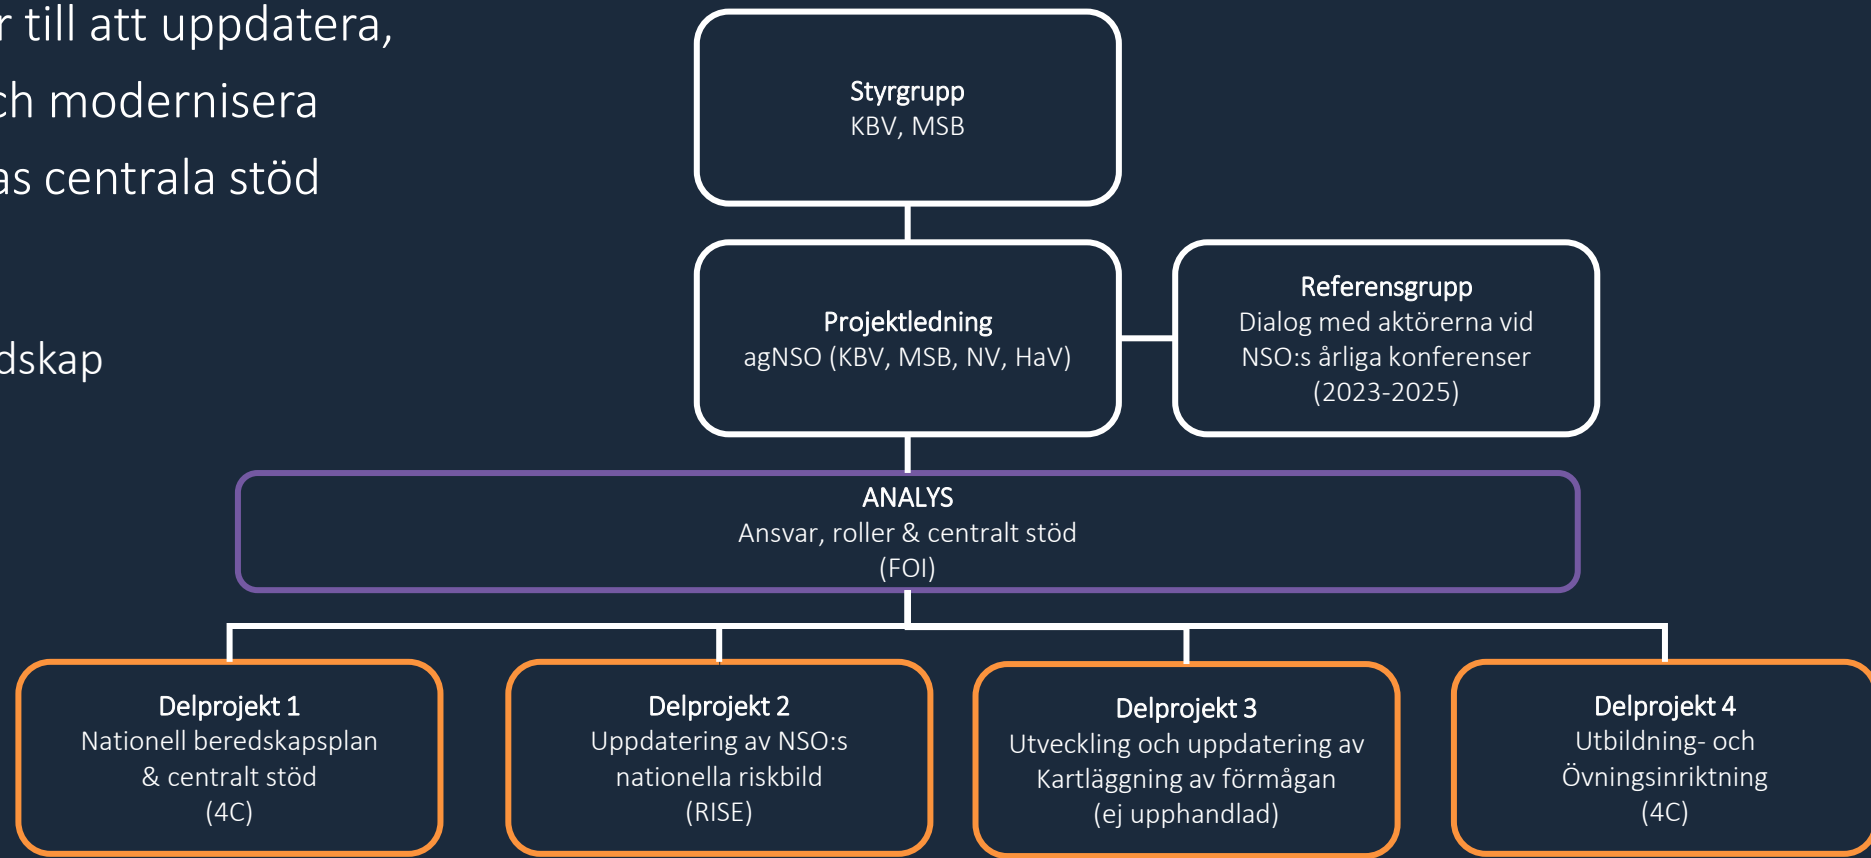 r till att uppdatera,
ch modernisera
as centrala stöd
dskap
Styrgrupp
KBV, MSB
Projektledning
agNSO (KBV, MSB, NV, HaV)
Referensgrupp
Dialog med aktörerna vid
NSO:s årliga konferenser
(2023-2025)
ANALYS
Ansvar, roller & centralt stöd
(FOI)
Delprojekt 1
Nationell beredskapsplan
& centralt stöd
(4C)
Delprojekt 2
Uppdatering av NSO:s
nationella riskbild
(RISE)
Delprojekt 3
Utveckling och uppdatering av
Kartläggning av förmågan
(ej upphandlad)
Delprojekt 4
Utbildning- och
Övningsinriktning
(4C)